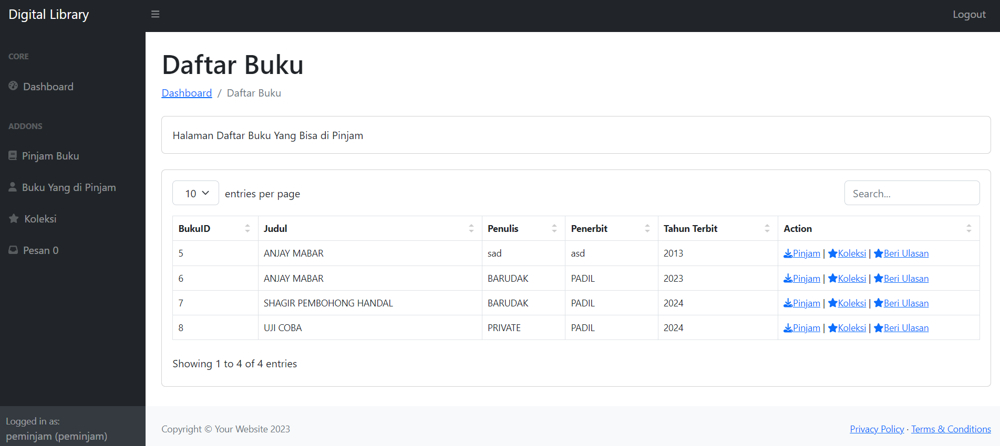 Digital Library
Logout
CORE
Dashboard
ADDONS
Pinjam Buku
Buku Yang di Pinjam
Koleksi
Pesan 0
Logged in as:
peminjam (peminjam)
Daftar Buku
Dashboard / Daftar Buku
Halaman Daftar Buku Yang Bisa di Pinjam
10 entries per page
Search...
BukuID Judul Penulis Penerbit Tahun Terbit Action
5 ANJAY MABAR sad asd 2013 Pinjam | Koleksi | Beri Ulasan
6 ANJAY MABAR BARUDAK PADIL 2023 Pinjam | Koleksi | Beri Ulasan
7 SHAGIR PEMBOHONG HANDAL BARUDAK PADIL 2024 Pinjam | Koleksi | Beri Ulasan
8 UJI COBA PRIVATE PADIL 2024 Pinjam | Koleksi | Beri Ulasan
Showing 1 to 4 of 4 entries
Copyright © Your Website 2023
Privacy Policy · Terms & Conditions